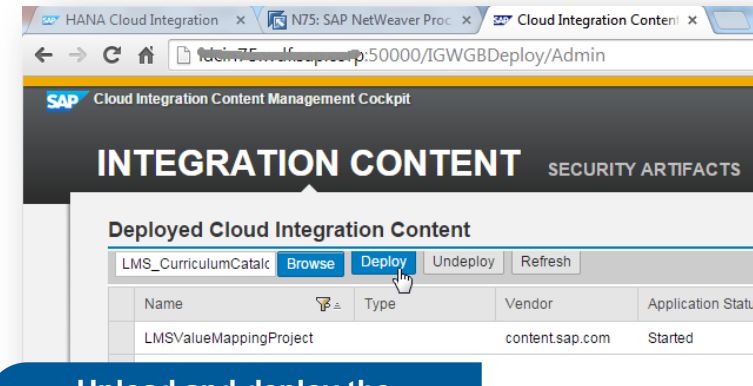 HANA Cloud Integration
N75: SAP NetWeaver Proc
Cloud Integration Content
:50000/IGWGBDeploy/Admin
SAP Cloud Integration Content Management Cockpit
INTEGRATION CONTENT SECURITY ARTIFACTS
Deployed Cloud Integration Content
LMS_CurriculumCatalo Browse Deploy Undeploy Refresh
Name Type Vendor Application Statu
LMSValueMappingProject content.sap.com Started
Upload and deploy the